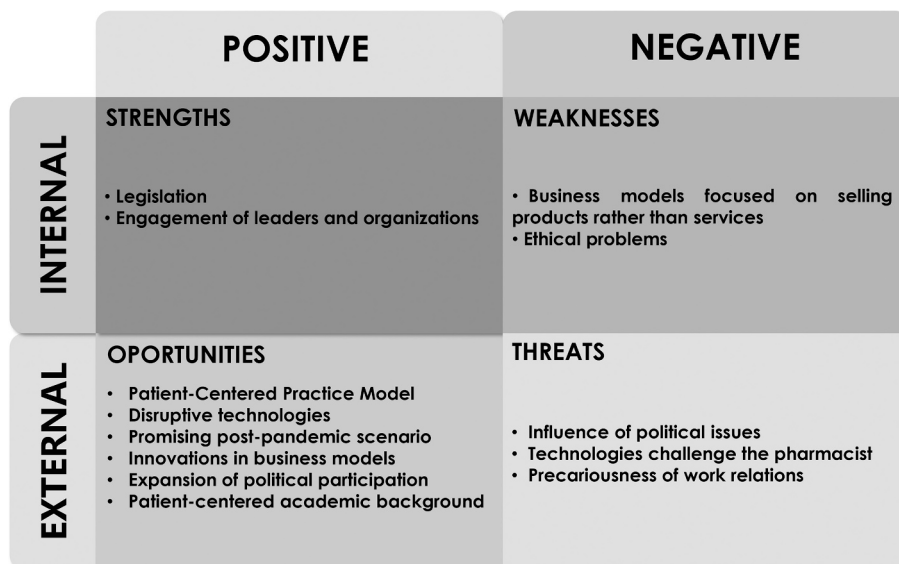 POSITIVE
NEGATIVE
INTERNAL
STRENGTHS
• Legislation
• Engagement of leaders and organizations
WEAKNESSES
• Business models focused on selling
products rather than services
• Ethical problems
EXTERNAL
OPORTUNITIES
• Patient-Centered Practice Model
• Disruptive technologies
• Promising post-pandemic scenario
• Innovations in business models
• Expansion of political participation
• Patient-centered academic background
THREATS
• Influence of political issues
• Technologies challenge the pharmacist
• Precariousness of work relations